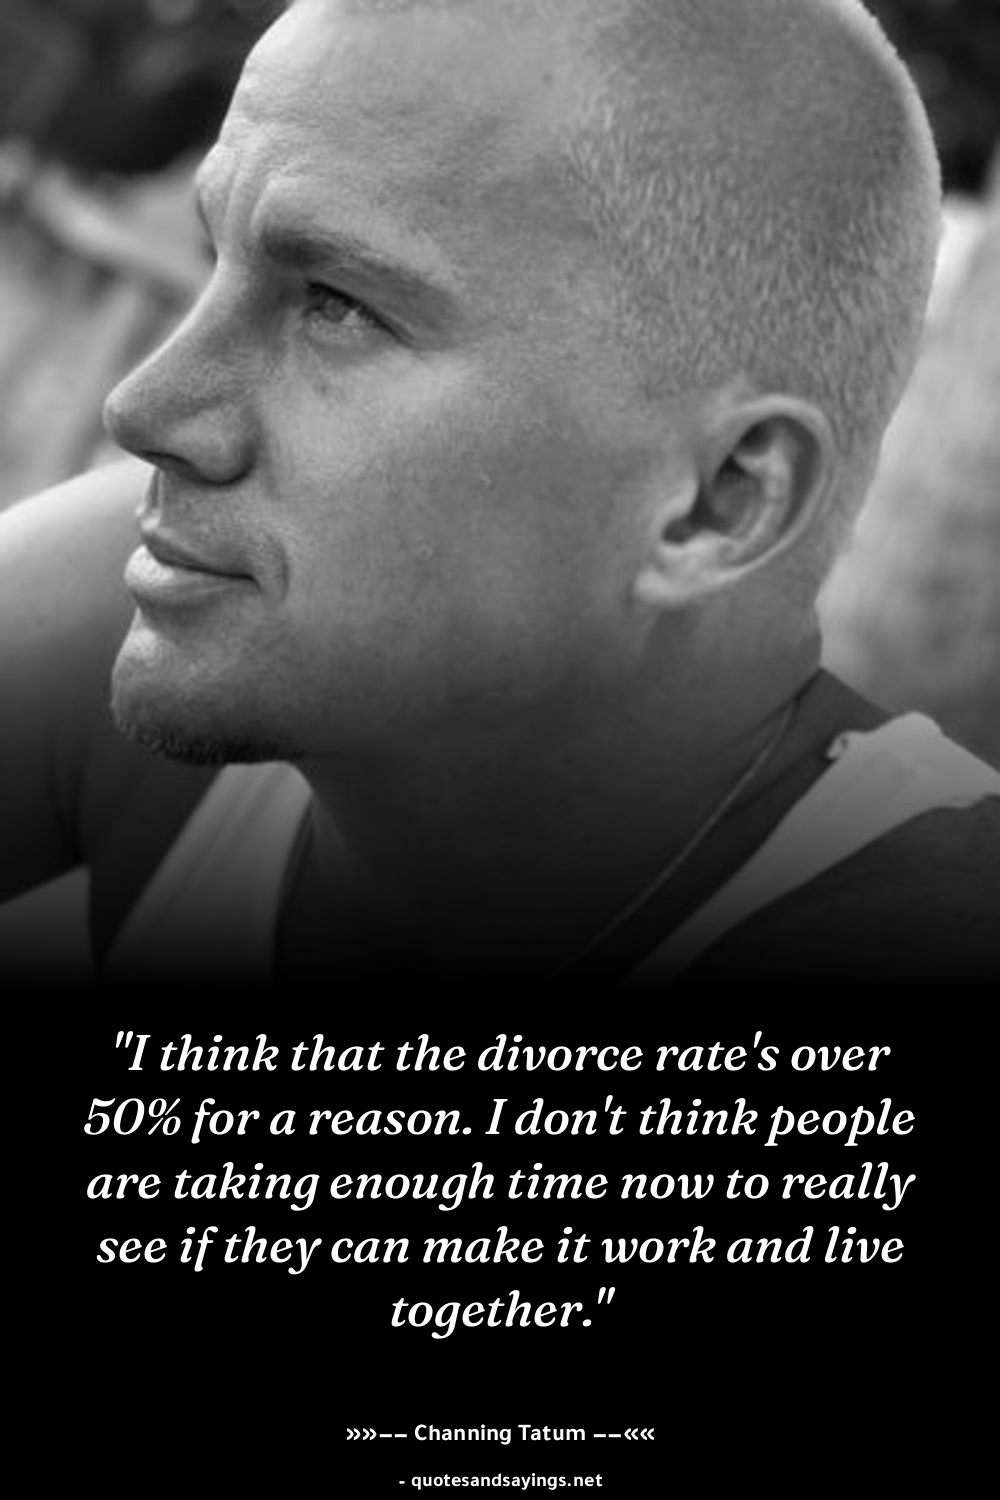 "I think that the divorce rate's over
50% for a reason. I don't think people
are taking enough time now to really
see if they can make it work and live
together."
»»–– Channing Tatum ––««
- quotesandsayings.net